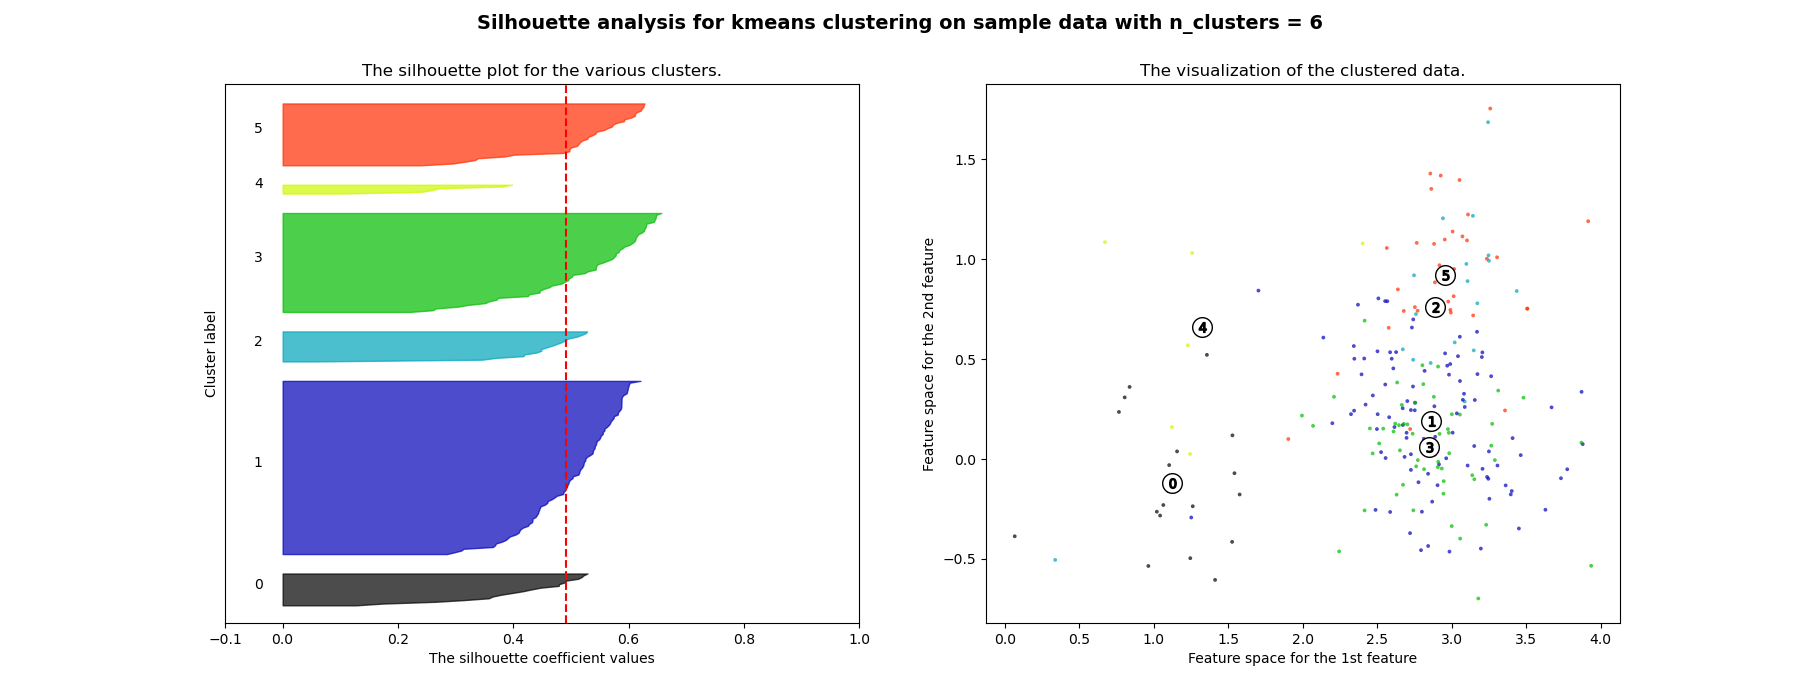 Silhouette analysis for kmeans clustering on sample data with n_clusters = 6
The silhouette plot for the various clusters.
5
4
3
2
1
0
Cluster label
−0.1 0.0 0.2 0.4 0.6 0.8 1.0
The silhouette coefficient values
The visualization of the clustered data.
1.5
1.0
0.5
0.0
−0.5
Feature space for the 2nd feature
5
2
4
1
3
0
0.0 0.5 1.0 1.5 2.0 2.5 3.0 3.5 4.0
Feature space for the 1st feature